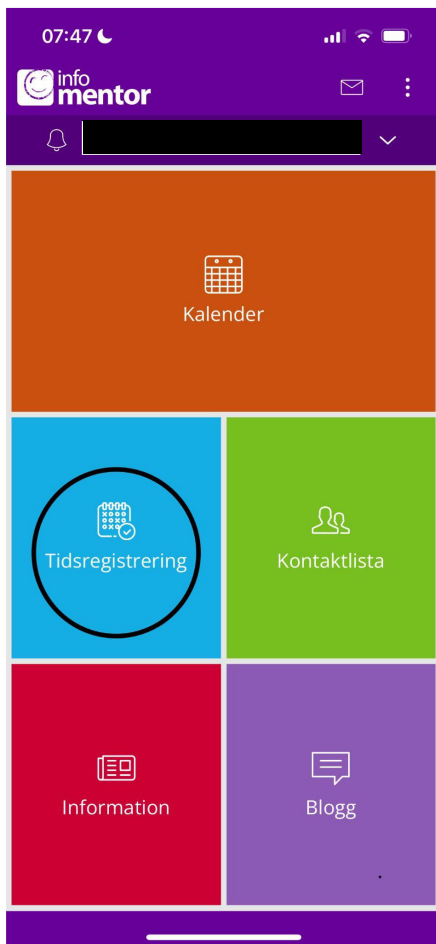 07:47
info
mentor
Kalender
Tidsregistrering
Kontaktlista
Information
Blogg